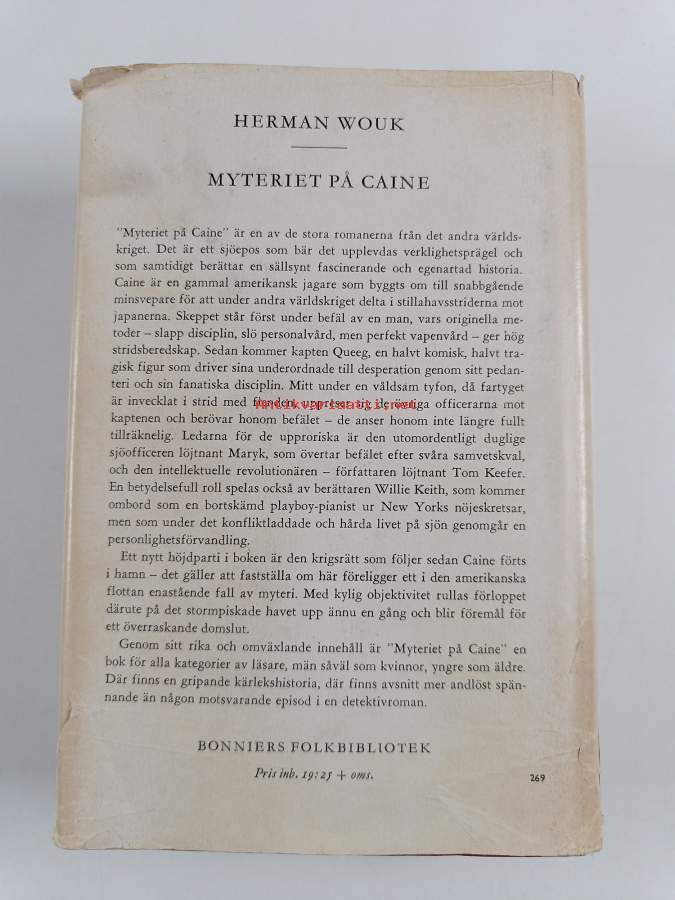 HERMAN WOUK
MYTERIET PÅ CAINE
"Myteriet på Caine" är en av de stora romanerna från det andra världs-
kriget. Det är ett sjöepos som bär det upplevdas verklighetsprägel och
som samtidigt berättar en sällsynt fascinerande och egenartad historia.
Caine är en gammal amerikansk jagare som byggts om till snabbgående
minsvepare för att under andra världskriget delta i stillahavsstriderna mot
japanerna. Skeppet står först under befäl av en man, vars originella me-
toder – slapp disciplin, slö personalvård, men perfekt vapenvård – ger hög
stridsberedskap. Sedan kommer kapten Queeg, en halvt komisk, halvt tra-
gisk figur som driver sina underordnade till desperation genom sitt pedan-
teri och sin fanatiska disciplin. Mitt under en våldsam tyfon, då fartyget
är invecklat i strid med fienden, uppreser sig de övriga officerarna mot
kaptenen och berövar honom befälet – de anser honom inte längre fullt
tillräknelig. Ledarna för de upproriska är den utomordentligt duglige
sjöofficeren löjtnant Maryk, som övertar befälet efter svåra samvetskval,
och den intellektuelle revolutionären – författaren löjtnant Tom Keefer.
En betydelsefull roll spelas också av berättaren Willie Keith, som kommer
ombord som en bortskämd playboy-pianist ur New Yorks nöjeskretsar,
men som under det konfliktladdade och hårda livet på sjön genomgår en
personlighetsförvandling.
Ett nytt höjdparti i boken är den krigsrätt som följer sedan Caine förts
i hamn – det gäller att fastställa om här föreligger ett i den amerikanska
flottan enastående fall av myteri. Med kylig objektivitet rullas förloppet
därute på det stormpiskade havet upp ännu en gång och blir föremål för
ett överraskande domslut.
Genom sitt rika och omväxlande innehåll är "Myteriet på Caine" en
bok för alla kategorier av läsare, män såväl som kvinnor, yngre som äldre.
Där finns en gripande kärlekshistoria, där finns avsnitt mer andlöst spän-
nande än någon motsvarande episod i en detektivroman.
BONNIERS FOLKBIBLIOTEK
Pris inb. 19:25 + oms.
269